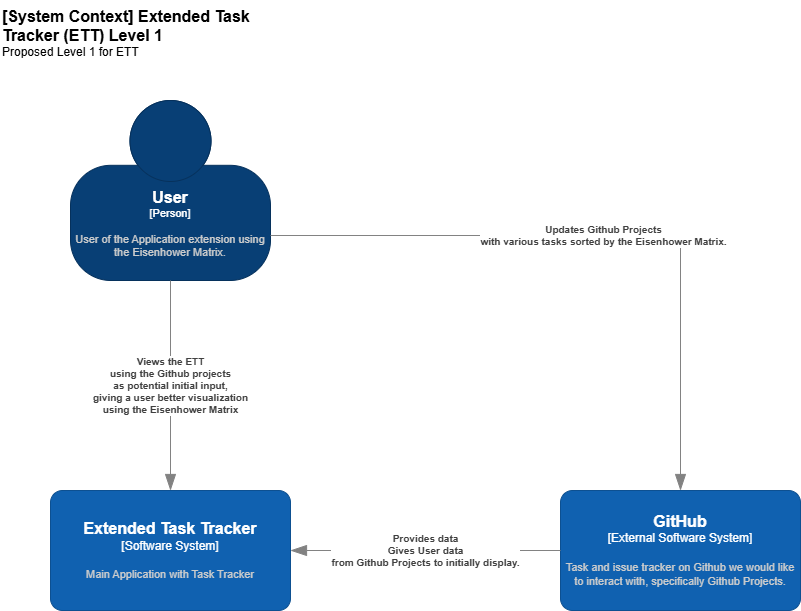 [System Context] Extended Task
Tracker (ETT) Level 1
Proposed Level 1 for ETT
User
[Person]
User of the Application extension using
the Eisenhower Matrix.
Updates Github Projects
with various tasks sorted by the Eisenhower Matrix.
Views the ETT
using the Github projects
as potential initial input,
giving a user better visualization
using the Eisenhower Matrix
Extended Task Tracker
[Software System]
Main Application with Task Tracker
Provides data
Gives User data
from Github Projects to initially display.
GitHub
[External Software System]
Task and issue tracker on Github we would like
to interact with, specifically Github Projects.